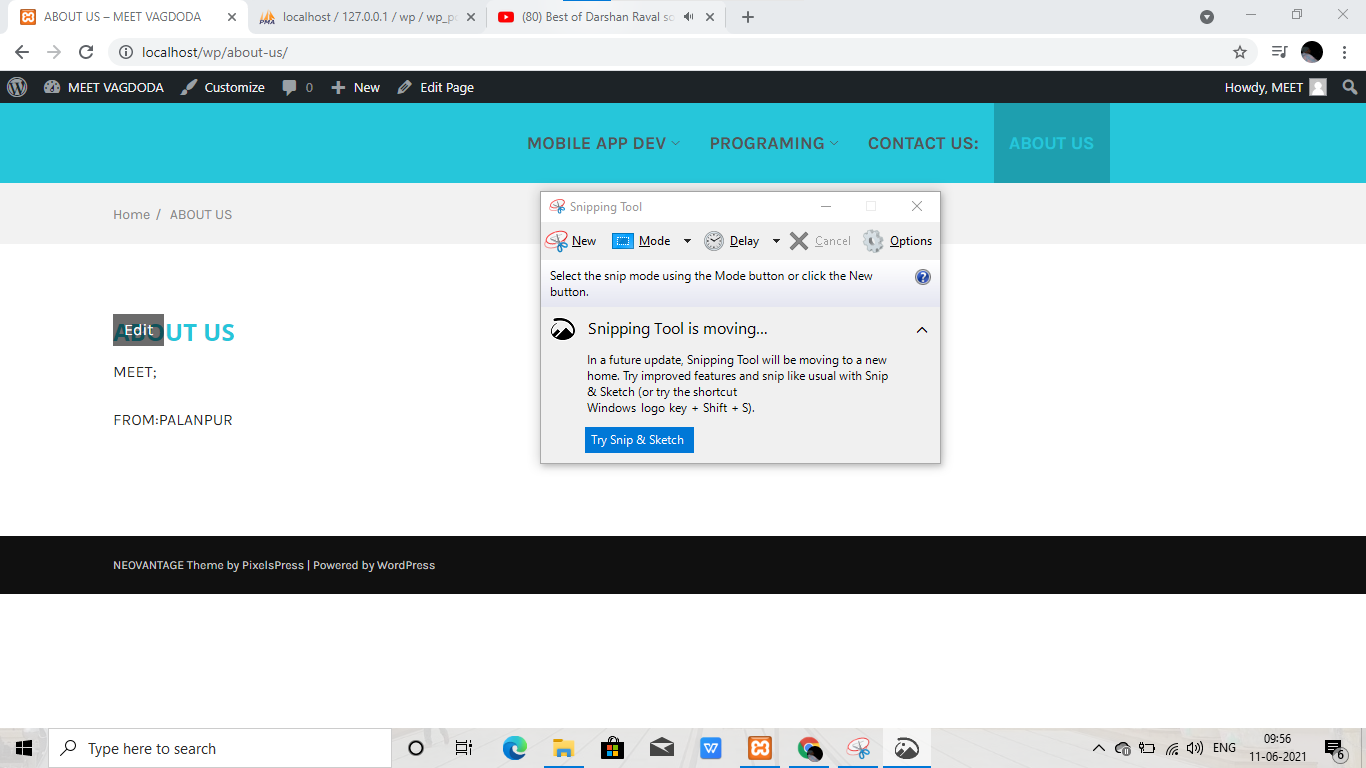 ABOUT US – MEET VAGDODA
localhost / 127.0.0.1 / wp / wp_po
(80) Best of Darshan Raval so
localhost/wp/about-us/
MEET VAGDODA
Customize
0
New
Edit Page
Howdy, MEET
MOBILE APP DEV
PROGRAMING
CONTACT US:
ABOUT US
Home / ABOUT US
Snipping Tool
New
Mode
Delay
Cancel
Options
Select the snip mode using the Mode button or click the New
button.
Snipping Tool is moving...
In a future update, Snipping Tool will be moving to a new
home. Try improved features and snip like usual with Snip
& Sketch (or try the shortcut
Windows logo key + Shift + S).
Try Snip & Sketch
Edit
ABOUT US
MEET;
FROM:PALANPUR
NEOVANTAGE Theme by PixelsPress | Powered by WordPress
Type here to search
ENG
09:56
11-06-2021
6